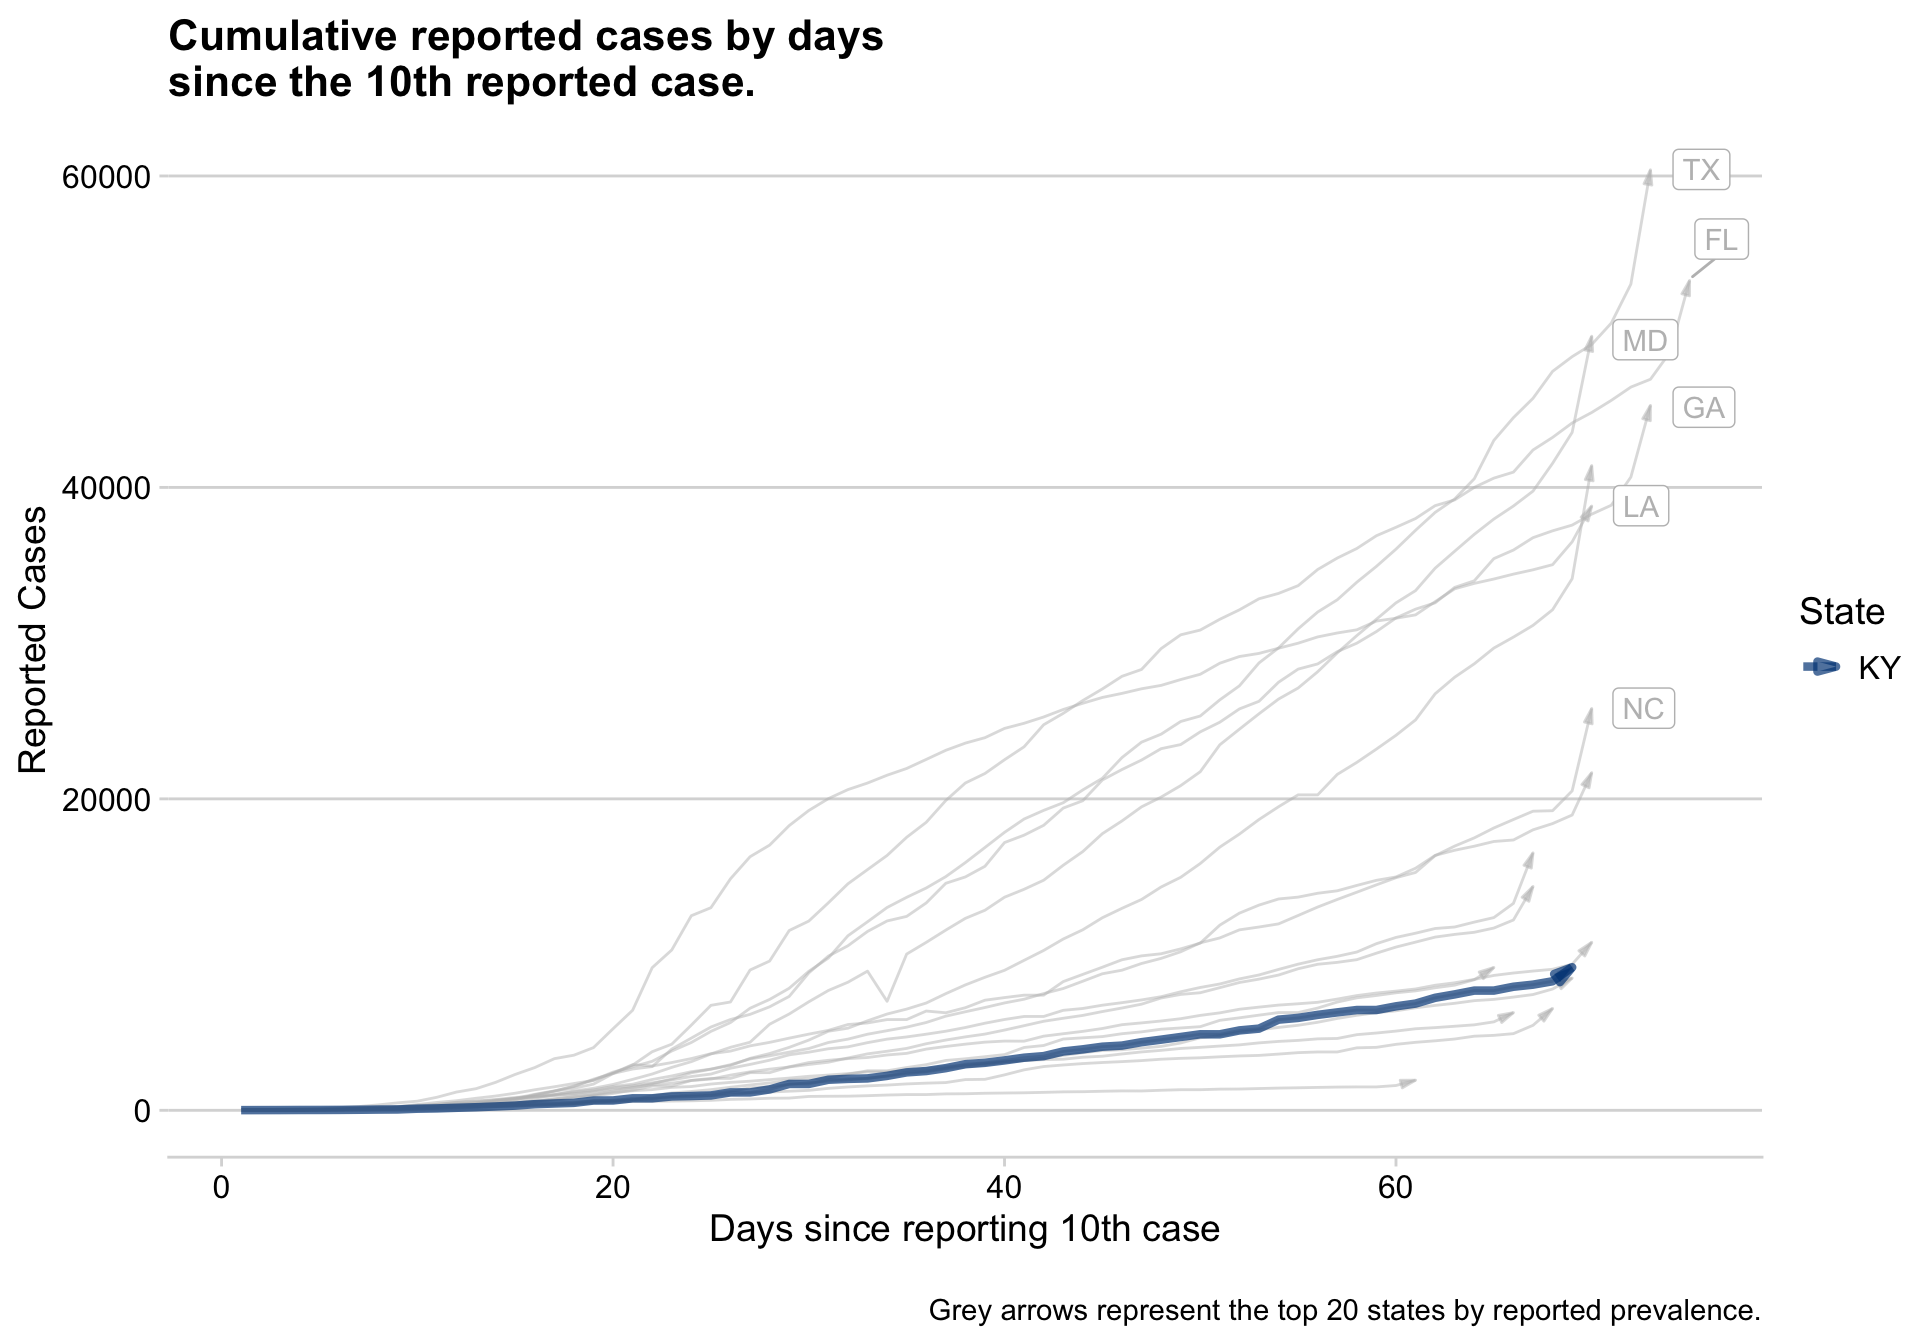 Cumulative reported cases by days
since the 10th reported case.
60000
40000
20000
0
Reported Cases
TX
FL
MD
GA
LA
NC
State
KY
0
20
40
60
Days since reporting 10th case
Grey arrows represent the top 20 states by reported prevalence.